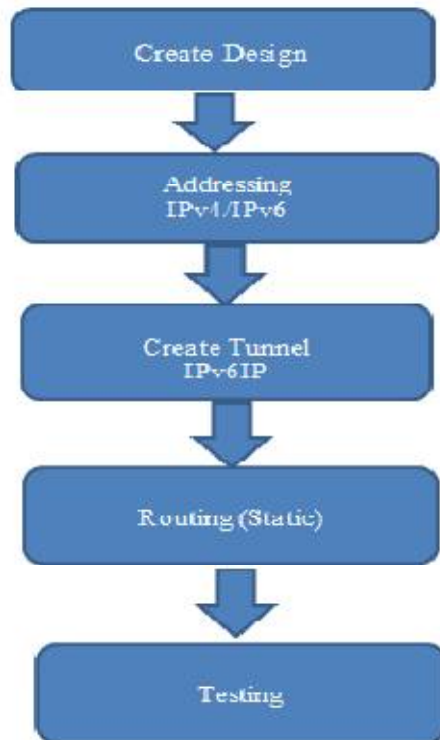 Create Design
Addressing
IPv4/IPv6
Create Tunnel
IPv6IP
Routing (Static)
Testing